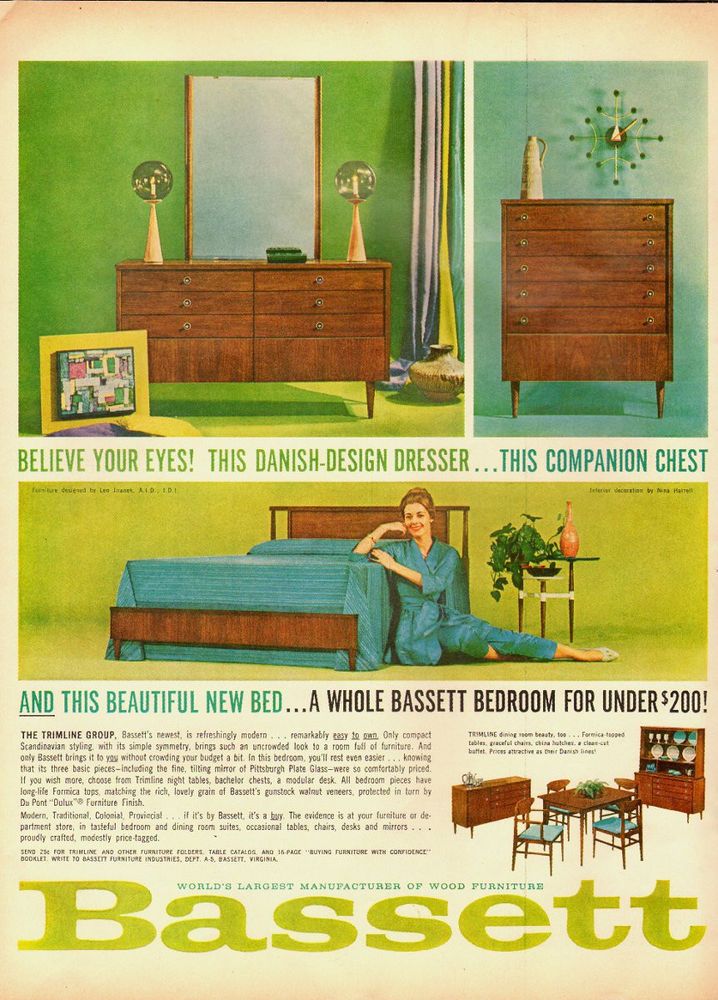 BELIEVE YOUR EYES! THIS DANISH-DESIGN DRESSER...THIS COMPANION CHEST
Furniture designed by Leo Jiranek, A.I.D., I.D.I.
Interior decoration by Nina Harrell
AND THIS BEAUTIFUL NEW BED...A WHOLE BASSETT BEDROOM FOR UNDER $200!
THE TRIMLINE GROUP, Bassett's newest, is refreshingly modern . . . remarkably easy to own. Only compact
Scandinavian styling, with its simple symmetry, brings such an uncrowded look to a room full of furniture. And
only Bassett brings it to you without crowding your budget a bit. In this bedroom, you'll rest even easier . . . knowing
that its three basic pieces—including the fine, tilting mirror of Pittsburgh Plate Glass—were so comfortably priced.
If you wish more, choose from Trimline night tables, bachelor chests, a modular desk. All bedroom pieces have
long-life Formica tops, matching the rich, lovely grain of Bassett's gunstock walnut veneers, protected in turn by
Du Pont "Dulux"® Furniture Finish.
Modern, Traditional, Colonial, Provincial . . . if it's by Bassett, it's a buy. The evidence is at your furniture or de-
partment store, in tasteful bedroom and dining room suites, occasional tables, chairs, desks and mirrors . . .
proudly crafted, modestly price-tagged.
SEND 25¢ FOR TRIMLINE AND OTHER FURNITURE FOLDERS, TABLE CATALOG, AND 16-PAGE "BUYING FURNITURE WITH CONFIDENCE"
BOOKLET. WRITE TO BASSETT FURNITURE INDUSTRIES, DEPT. A-5, BASSETT, VIRGINIA.
TRIMLINE dining room beauty, too . . . Formica-topped
tables, graceful chairs, china hutches, a clean-cut
buffet. Prices attractive as their Danish lines!
WORLD'S LARGEST MANUFACTURER OF WOOD FURNITURE
Bassett